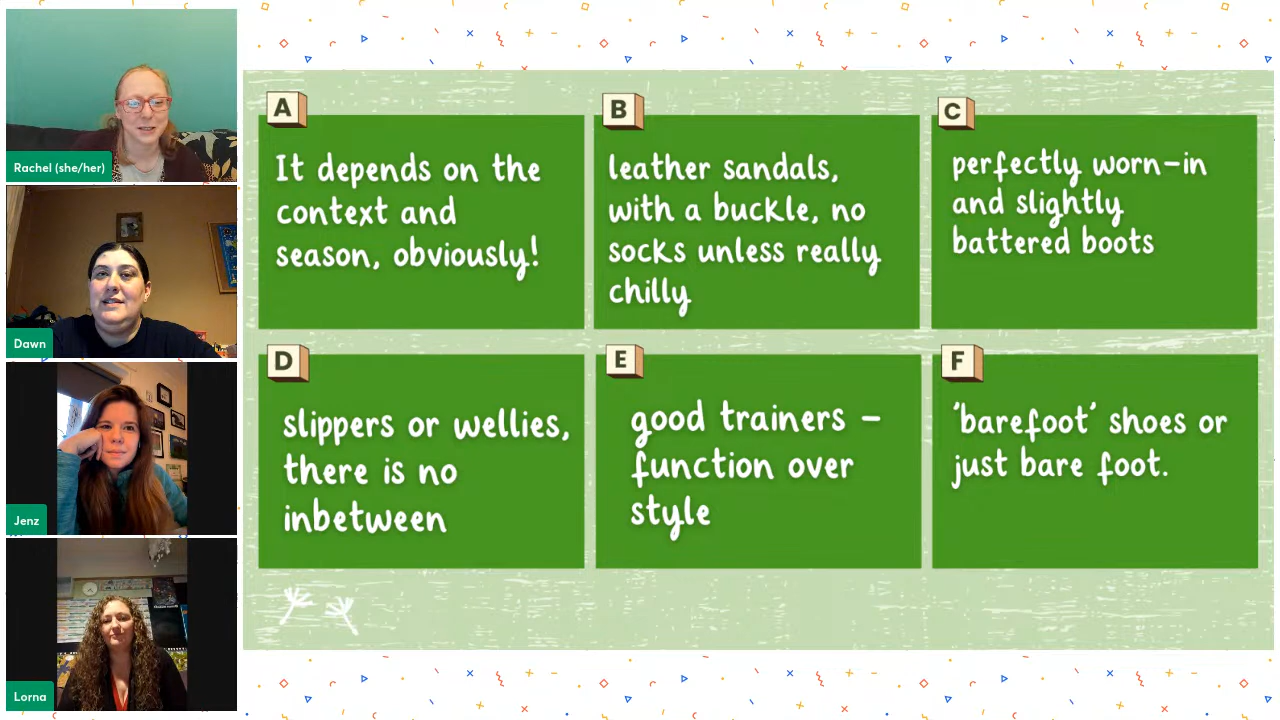 Rachel (she/her)
Dawn
Jenz
Lorna
A
It depends on the
context and
season, obviously!
B
leather sandals,
with a buckle, no
socks unless really
chilly
C
perfectly worn-in
and slightly
battered boots
D
slippers or wellies,
there is no
inbetween
E
good trainers -
function over
style
F
'barefoot' shoes or
just bare foot.